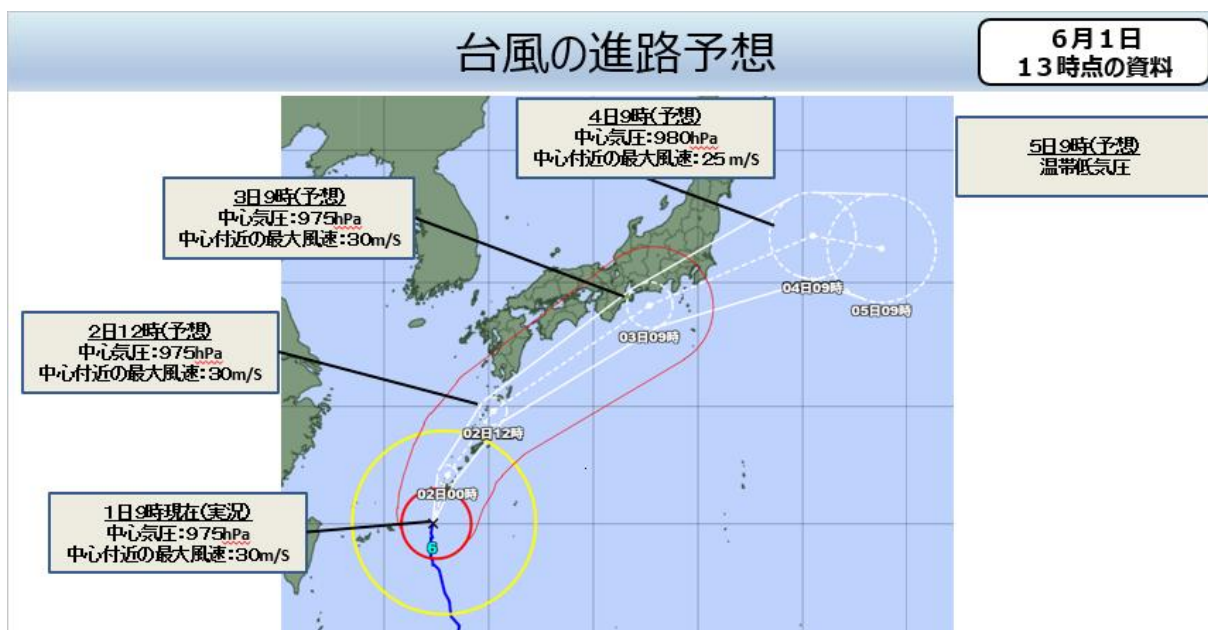 台風の進路予想
6月1日
13時点の資料
4日9時(予想)
中心気圧:980hPa
中心付近の最大風速:25m/S
5日9時(予想)
温帯低気圧
3日9時(予想)
中心気圧:975hPa
中心付近の最大風速:30m/S
04日09時
05日09時
03日09時
2日12時(予想)
中心気圧:975hPa
中心付近の最大風速:30m/S
02日12時
02日00時
1日9時現在(実況)
中心気圧:975hPa
中心付近の最大風速:30m/S
6